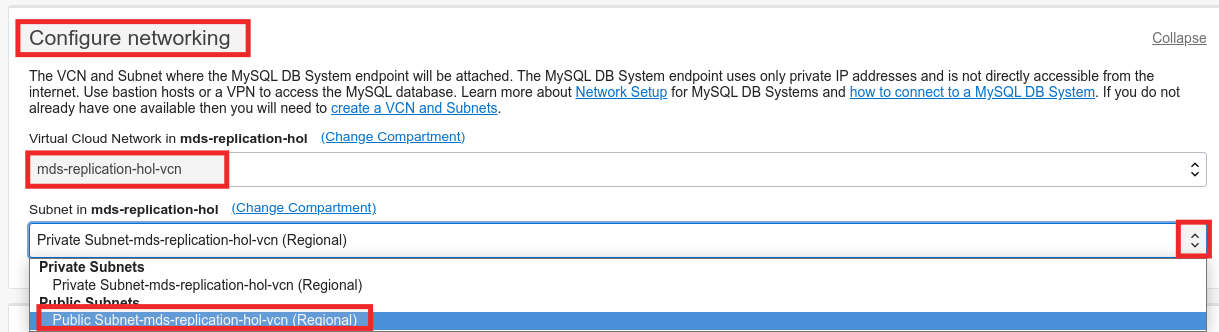 Configure networking
Collapse
The VCN and Subnet where the MySQL DB System endpoint will be attached. The MySQL DB System endpoint uses only private IP addresses and is not directly accessible from the
internet. Use bastion hosts or a VPN to access the MySQL database. Learn more about Network Setup for MySQL DB Systems and how to connect to a MySQL DB System. If you do not
already have one available then you will need to create a VCN and Subnets.
Virtual Cloud Network in mds-replication-hol (Change Compartment)
mds-replication-hol-vcn
Subnet in mds-replication-hol (Change Compartment)
Private Subnet-mds-replication-hol-vcn (Regional)
Private Subnets
Private Subnet-mds-replication-hol-vcn (Regional)
Public Subnets
Public Subnet-mds-replication-hol-vcn (Regional)